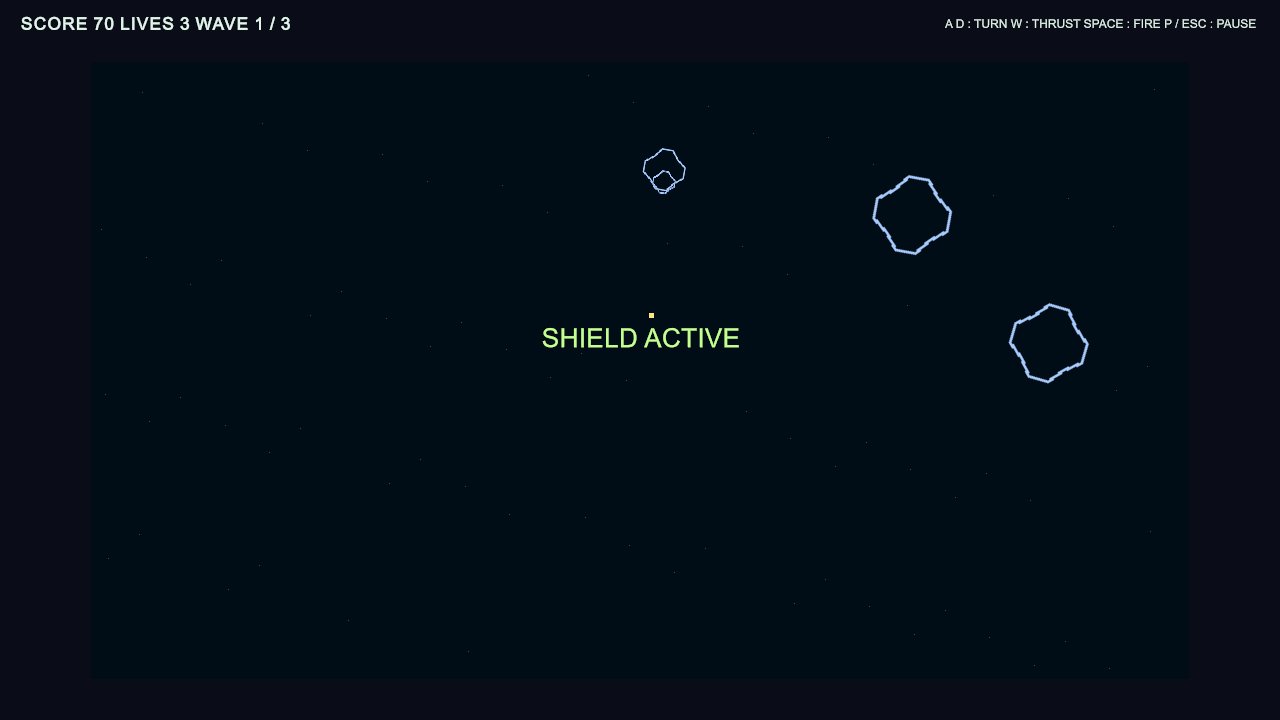 SCORE 70 LIVES 3 WAVE 1 / 3
A D : TURN W : THRUST SPACE : FIRE P / ESC : PAUSE
SHIELD ACTIVE